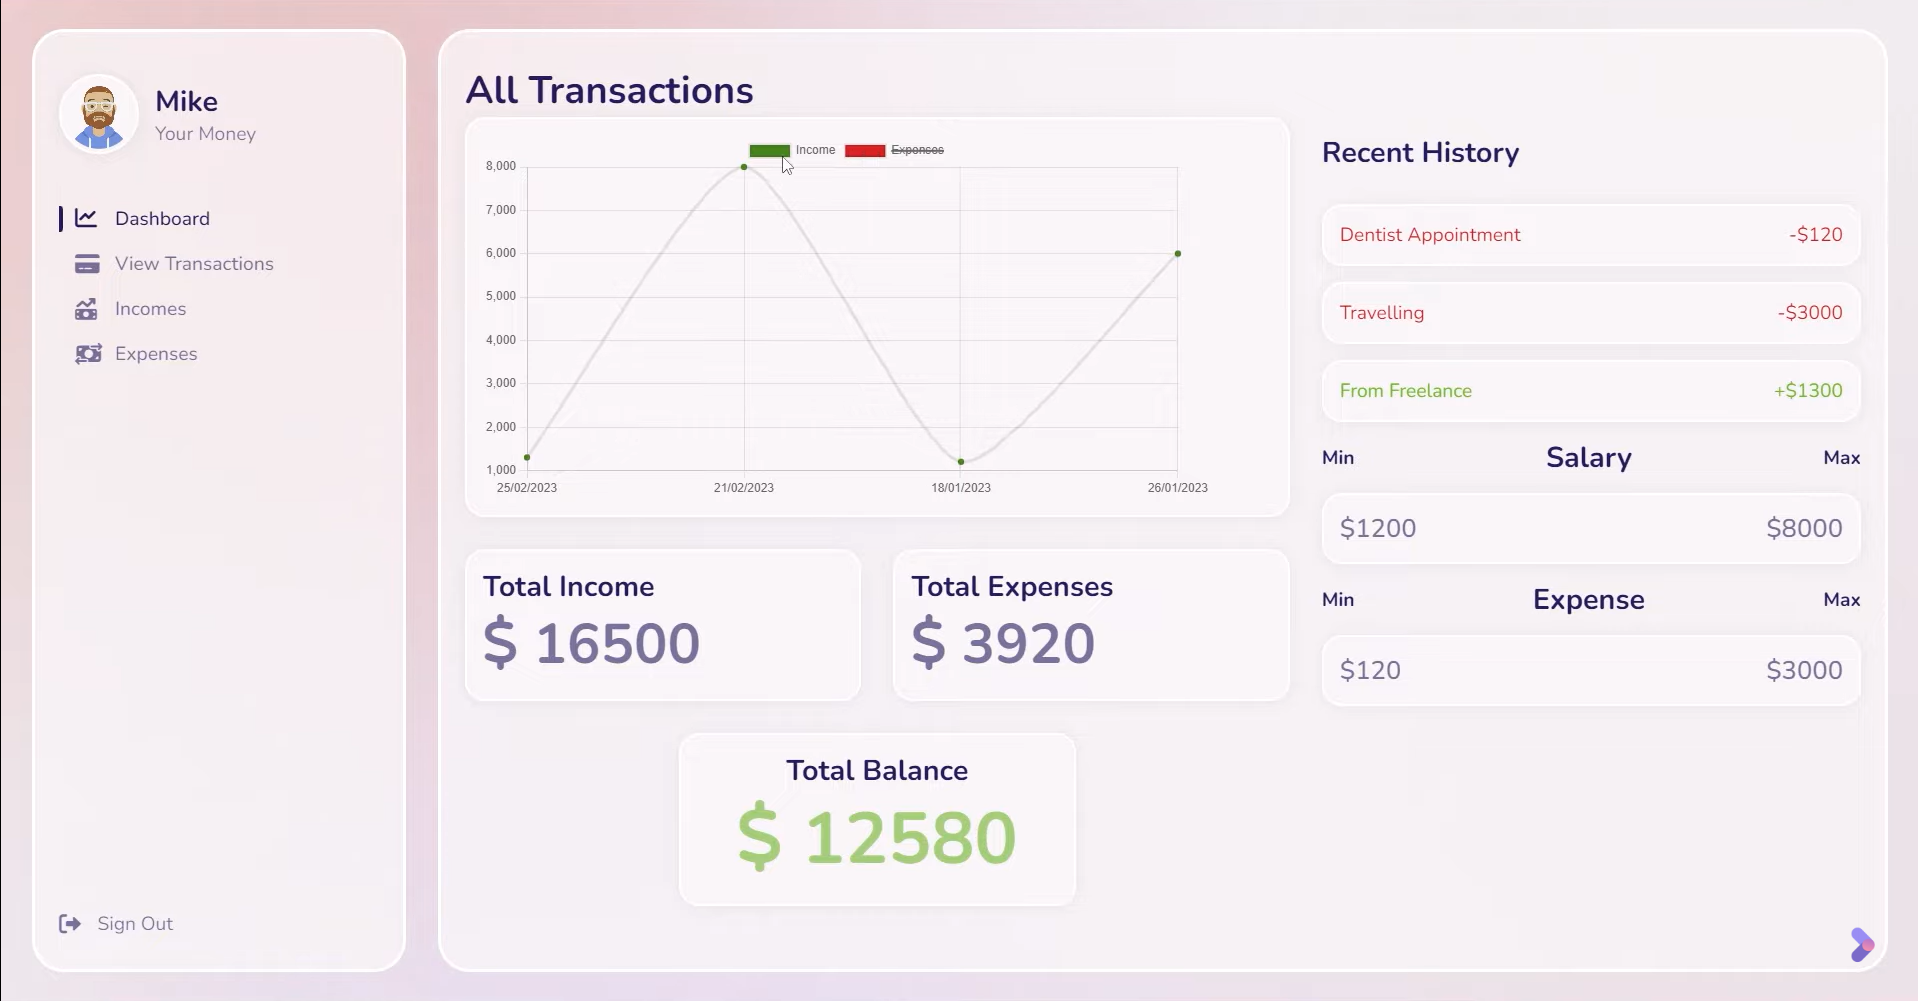 Mike
Your Money
Dashboard
View Transactions
Incomes
Expenses
Sign Out
All Transactions
Income Expenses
8,000
7,000
6,000
5,000
4,000
3,000
2,000
1,000
25/02/2023 21/02/2023 18/01/2023 26/01/2023
Total Income
$ 16500
Total Expenses
$ 3920
Total Balance
$ 12580
Recent History
Dentist Appointment -$120
Travelling -$3000
From Freelance +$1300
Min Salary Max
$1200 $8000
Min Expense Max
$120 $3000